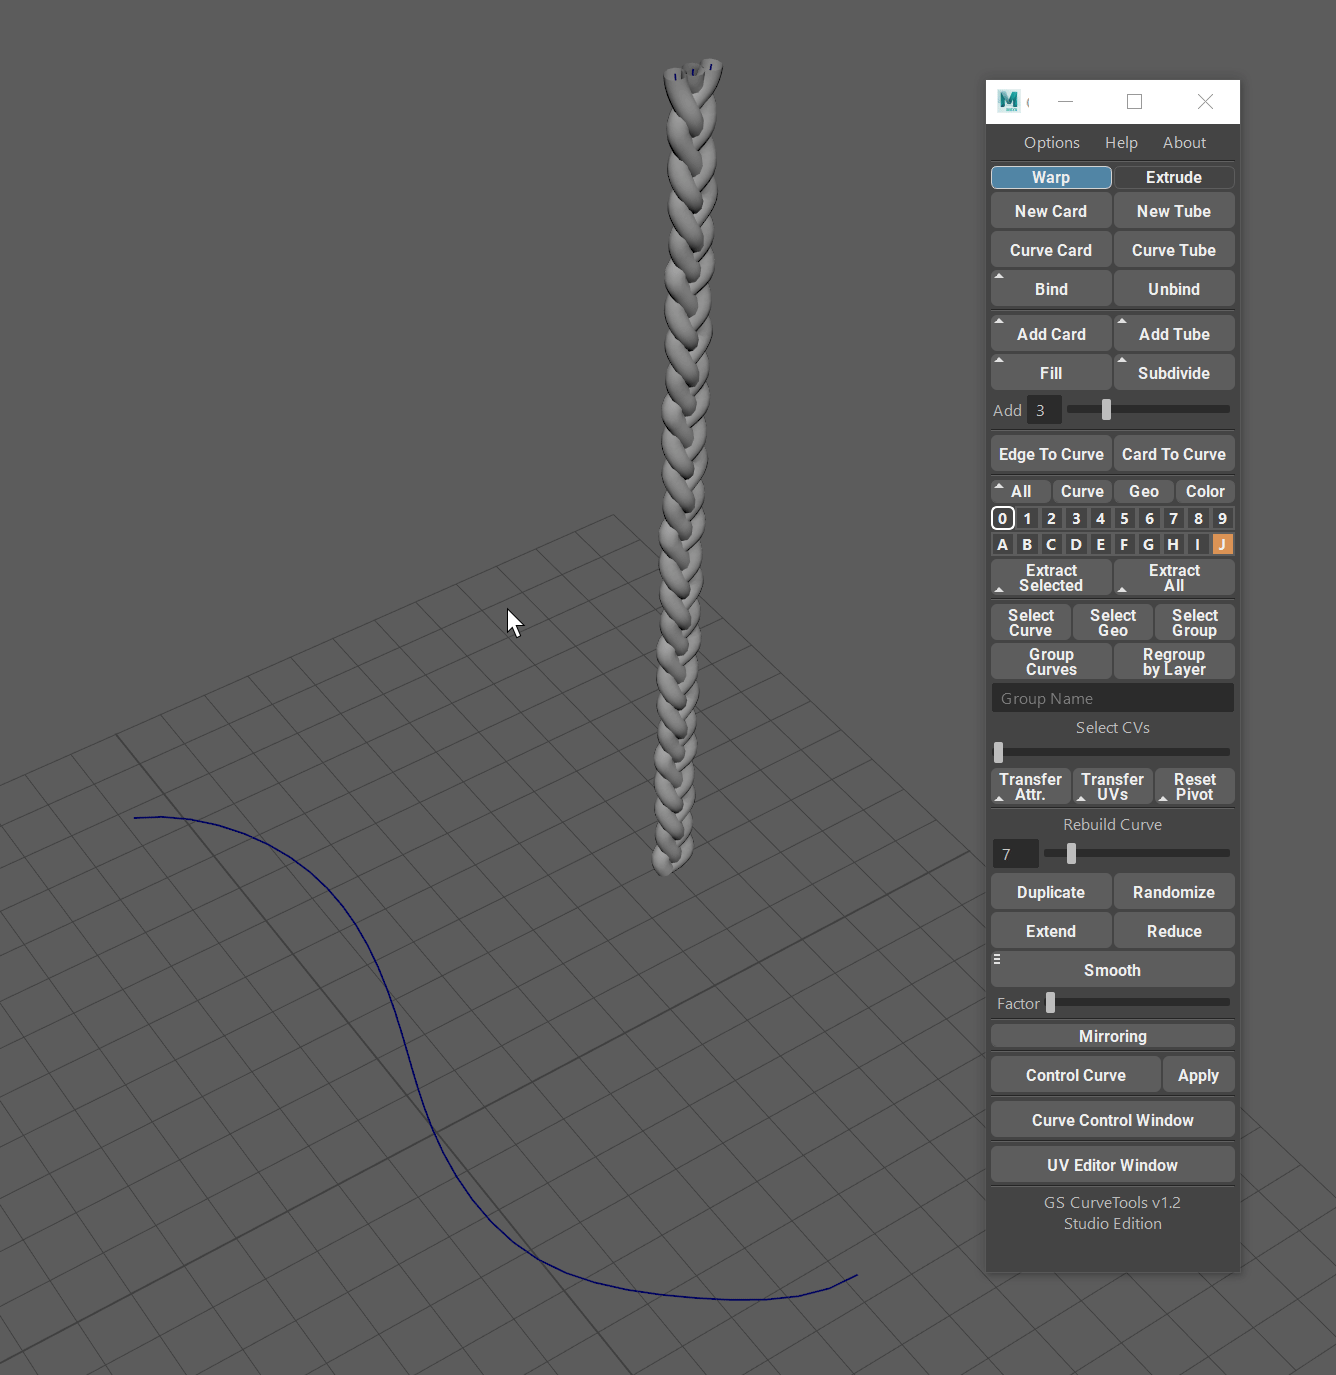 M
Options Help About
Warp Extrude
New Card New Tube
Curve Card Curve Tube
Bind Unbind
Add Card Add Tube
Fill Subdivide
Add 3
Edge To Curve Card To Curve
All Curve Geo Color
0 1 2 3 4 5 6 7 8 9
A B C D E F G H I J
Extract Selected Extract All
Select Curve Select Geo Select Group
Group Curves Regroup by Layer
Group Name
Select CVs
Transfer Attr. Transfer UVs Reset Pivot
Rebuild Curve
7
Duplicate Randomize
Extend Reduce
Smooth
Factor
Mirroring
Control Curve Apply
Curve Control Window
UV Editor Window
GS CurveTools v1.2
Studio Edition